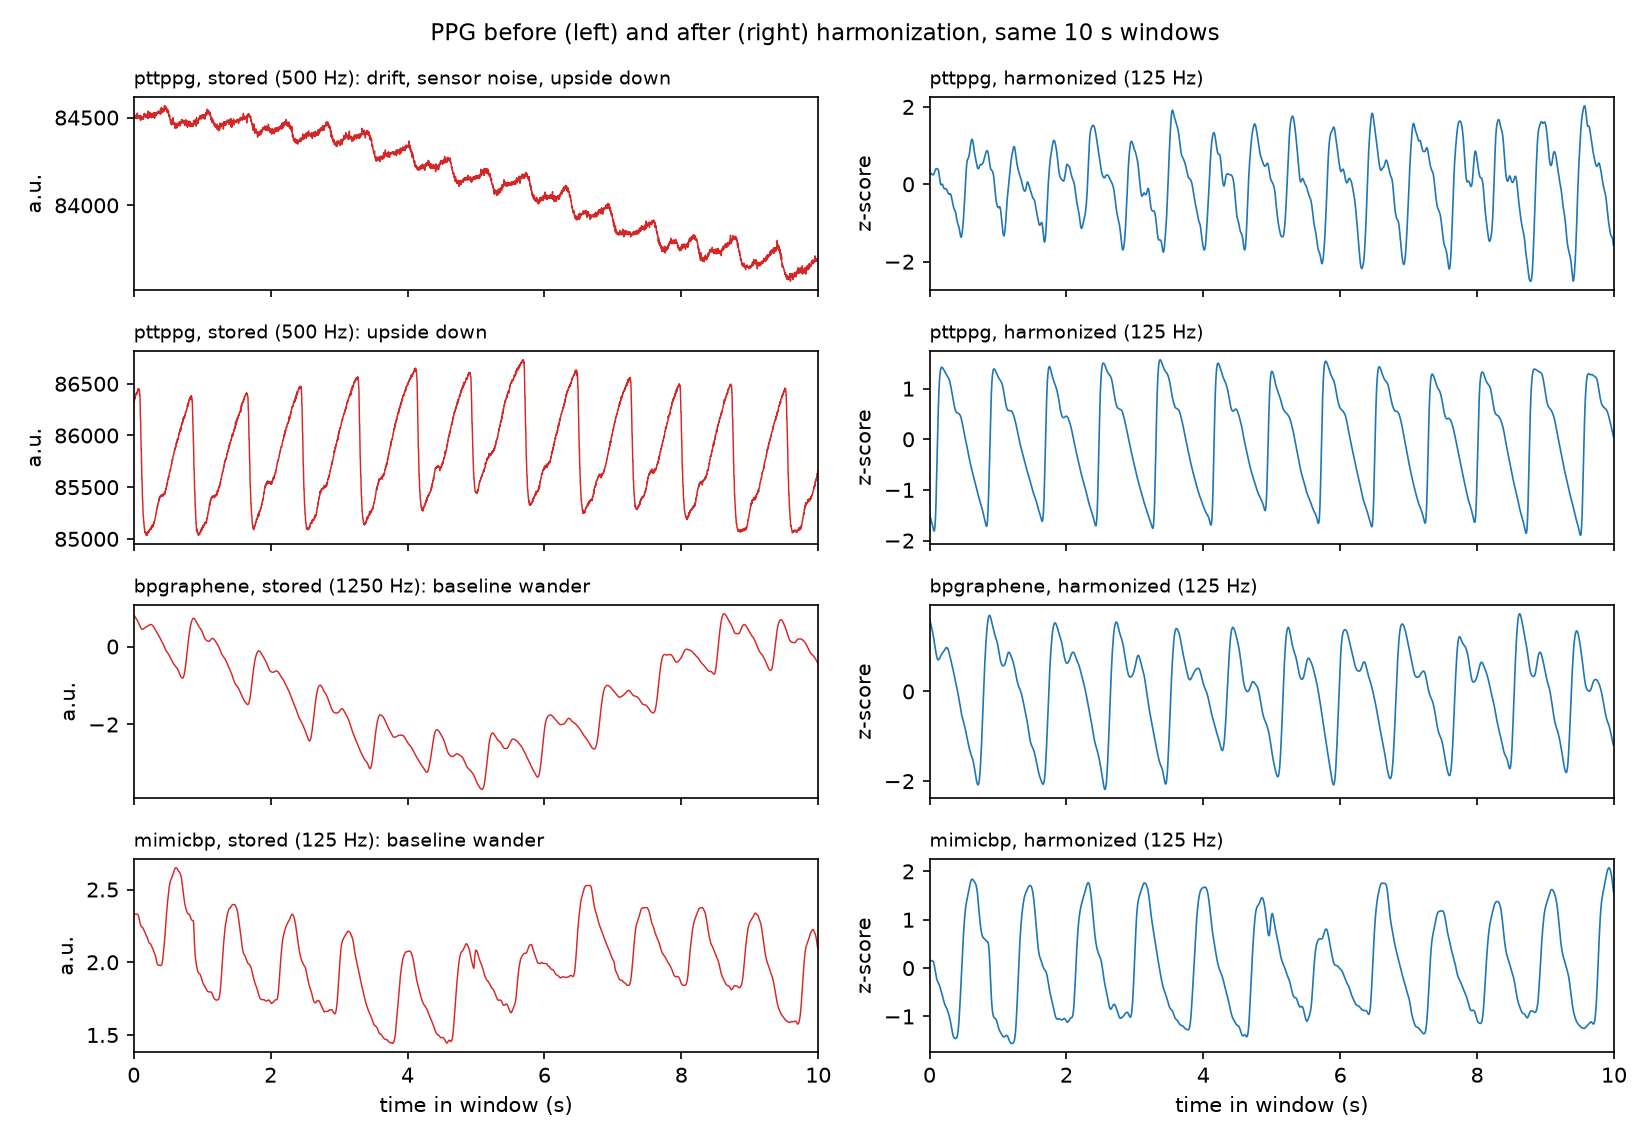 PPG before (left) and after (right) harmonization, same 10 s windows
pttppg, stored (500 Hz): drift, sensor noise, upside down
84500
84000
a.u.
pttppg, harmonized (125 Hz)
2
0
−2
z-score
pttppg, stored (500 Hz): upside down
86500
86000
85500
85000
a.u.
pttppg, harmonized (125 Hz)
1
0
−1
−2
z-score
bpgraphene, stored (1250 Hz): baseline wander
0
−2
a.u.
bpgraphene, harmonized (125 Hz)
0
−2
z-score
mimicbp, stored (125 Hz): baseline wander
2.5
2.0
1.5
a.u.
0 2 4 6 8 10
time in window (s)
mimicbp, harmonized (125 Hz)
2
1
0
−1
z-score
0 2 4 6 8 10
time in window (s)